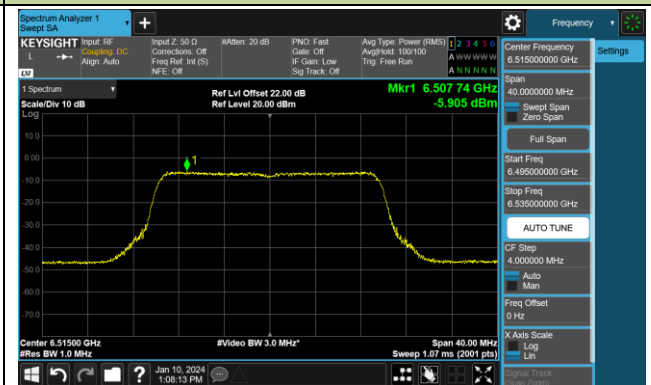 Spectrum Analyzer 1
Swept SA
Frequency
KEYSIGHT
Input: RF
Coupling: DC
Align: Auto
Input Z: 50 Ω
Corrections: Off
Freq Ref: Int (S)
NFE: Off
#Atten: 20 dB
PNO: Fast
Gate: Off
IF Gain: Low
Sig Track: Off
Avg Type: Power (RMS)
Avg|Hold: 100/100
Trig: Free Run
1 2 3 4 5 6
A W W W W W
A N N N N N
L
LXI
Center Frequency
6.515000000 GHz
Settings
Span
40.0000000 MHz
Swept Span
Zero Span
Full Span
Start Freq
6.495000000 GHz
Stop Freq
6.535000000 GHz
AUTO TUNE
CF Step
4.000000 MHz
Auto
Man
Freq Offset
0 Hz
X Axis Scale
Log
Lin
Signal Track
(Span Zoom)
1 Spectrum
Scale/Div 10 dB
Log
Ref Lvl Offset 22.00 dB
Ref Level 20.00 dBm
Mkr1 6.507 74 GHz
-5.905 dBm
1
10.0
0.00
-10.0
-20.0
-30.0
-40.0
-50.0
-60.0
-70.0
Center 6.51500 GHz
#Res BW 1.0 MHz
#Video BW 3.0 MHz*
Span 40.00 MHz
Sweep 1.07 ms (2001 pts)
Jan 10, 2024
1:08:13 PM